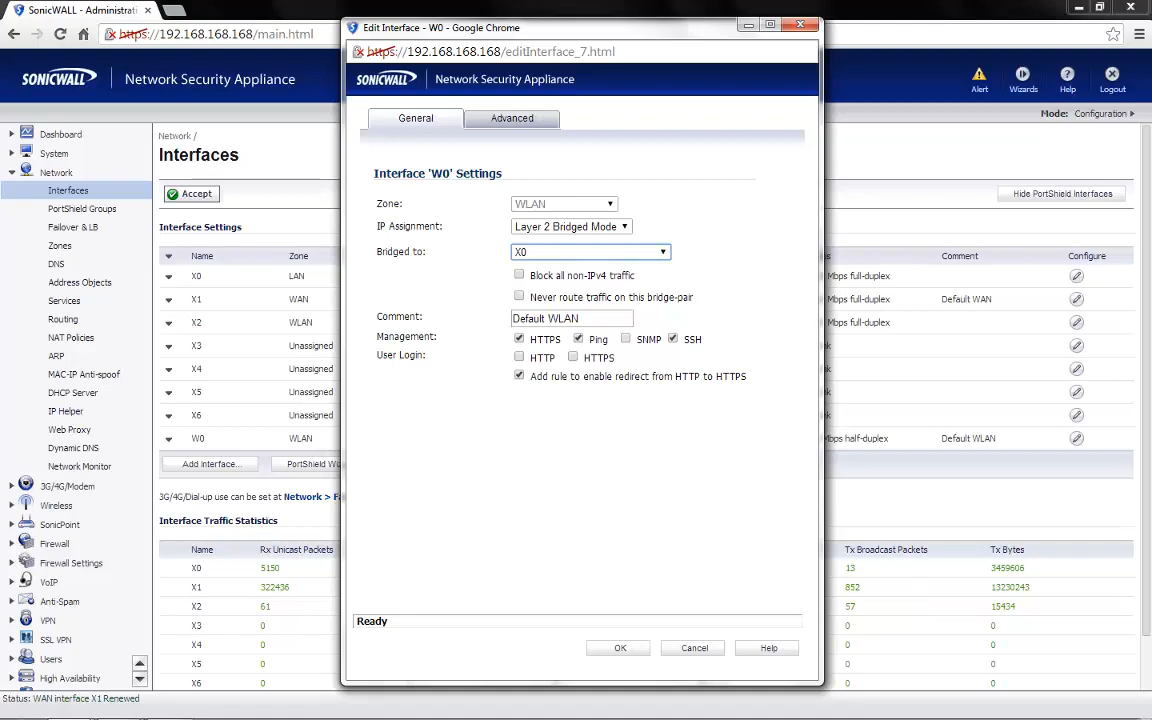 SonicWALL - Administrati
https://192.168.168.168/main.html
SONICWALL
Network Security Appliance
Alert
Wizards
Help
Logout
Mode: Configuration
Dashboard
System
Network
Interfaces
PortShield Groups
Failover & LB
Zones
DNS
Address Objects
Services
Routing
NAT Policies
ARP
MAC-IP Anti-spoof
DHCP Server
IP Helper
Web Proxy
Dynamic DNS
Network Monitor
3G/4G/Modem
Wireless
SonicPoint
Firewall
Firewall Settings
VoIP
Anti-Spam
VPN
SSL VPN
Users
High Availability
Status: WAN interface X1 Renewed
Network /
Interfaces
Accept
Hide PortShield Interfaces
Interface Settings
Name Zone Comment Configure
X0 LAN Mbps full-duplex
X1 WAN Mbps full-duplex Default WAN
X2 WLAN Mbps full-duplex
X3 Unassigned
X4 Unassigned
X5 Unassigned
X6 Unassigned
W0 WLAN Mbps half-duplex Default WLAN
Add Interface...
PortShield W
3G/4G/Dial-up use can be set at Network >
Interface Traffic Statistics
Name Rx Unicast Packets Tx Broadcast Packets Tx Bytes
X0 5150 13 3459606
X1 322436 852 13230243
X2 61 57 15434
X3 0 0 0
X4 0 0 0
X5 0 0 0
X6 0 0 0
Edit Interface - W0 - Google Chrome
https://192.168.168.168/editInterface_7.html
SONICWALL
Network Security Appliance
General
Advanced
Interface 'W0' Settings
Zone: WLAN
IP Assignment: Layer 2 Bridged Mode
Bridged to: X0
Block all non-IPv4 traffic
Never route traffic on this bridge-pair
Comment: Default WLAN
Management: HTTPS Ping SNMP SSH
User Login: HTTP HTTPS
Add rule to enable redirect from HTTP to HTTPS
Ready
OK
Cancel
Help